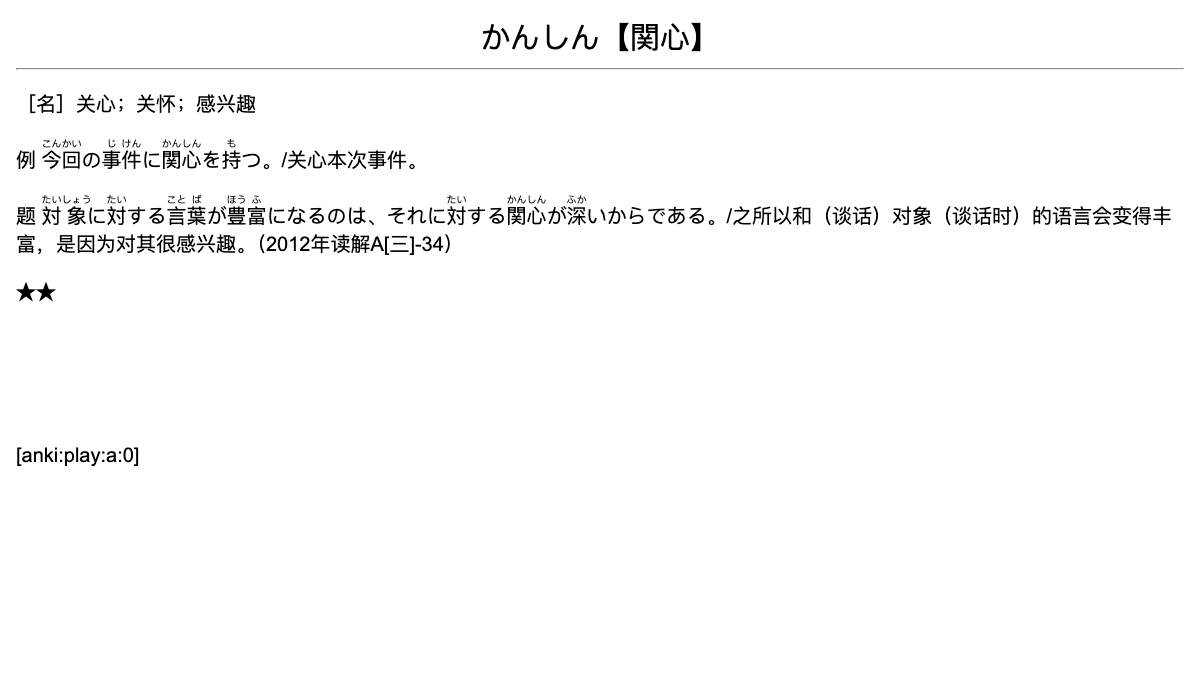 かんしん【関心】
［名］关心；关怀；感兴趣
こんかい じけん かんしん も
例 今回の事件に関心を持つ。/关心本次事件。
たいしょう たい ことば ほうふ たい かんしん ふか
题 対象に対する言葉が豊富になるのは、それに対する関心が深いからである。/之所以和（谈话）对象（谈话时）的语言会变得丰
富，是因为对其很感兴趣。（2012年读解A[三]-34）
★★
[anki:play:a:0]